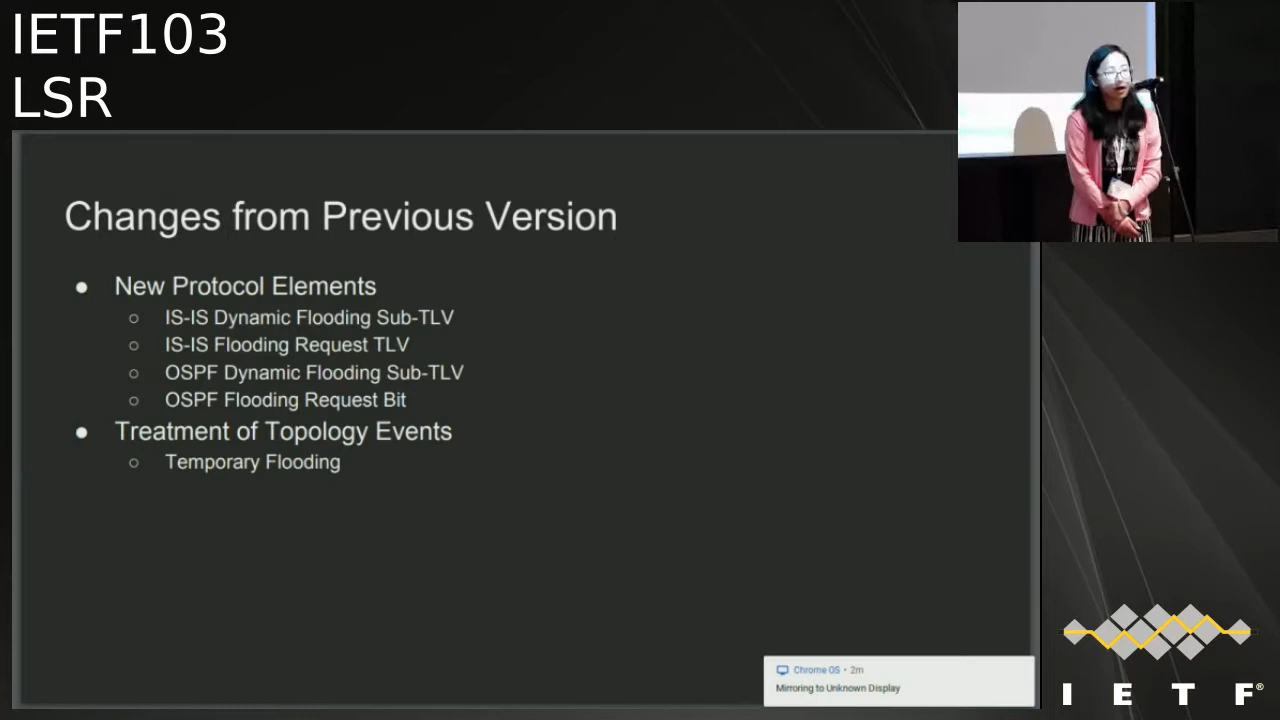 IETF103
LSR
Changes from Previous Version
● New Protocol Elements
○ IS-IS Dynamic Flooding Sub-TLV
○ IS-IS Flooding Request TLV
○ OSPF Dynamic Flooding Sub-TLV
○ OSPF Flooding Request Bit
● Treatment of Topology Events
○ Temporary Flooding
Chrome OS • 2m
Mirroring to Unknown Display
I E T F®